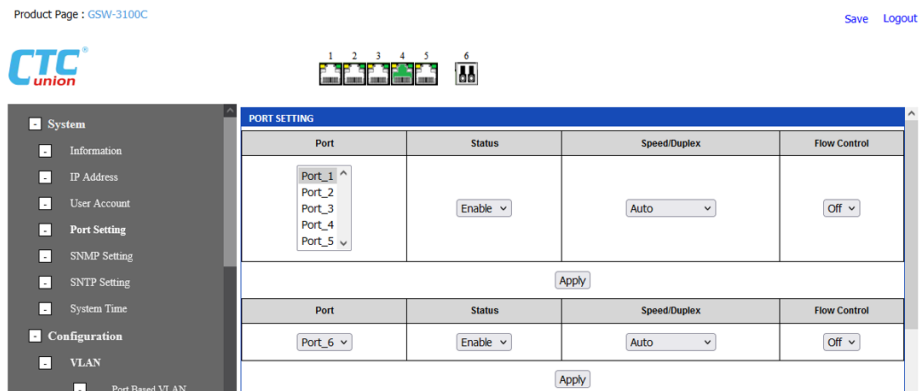 Product Page : GSW-3100C
Save Logout
CTC ®
union
1 2 3 4 5 6
System
Information
IP Address
User Account
Port Setting
SNMP Setting
SNTP Setting
System Time
Configuration
VLAN
Port Based VLAN
PORT SETTING
Port Status Speed/Duplex Flow Control
Port_1
Port_2
Port_3
Port_4
Port_5
Enable Auto Off
Apply
Port Status Speed/Duplex Flow Control
Port_6 Enable Auto Off
Apply